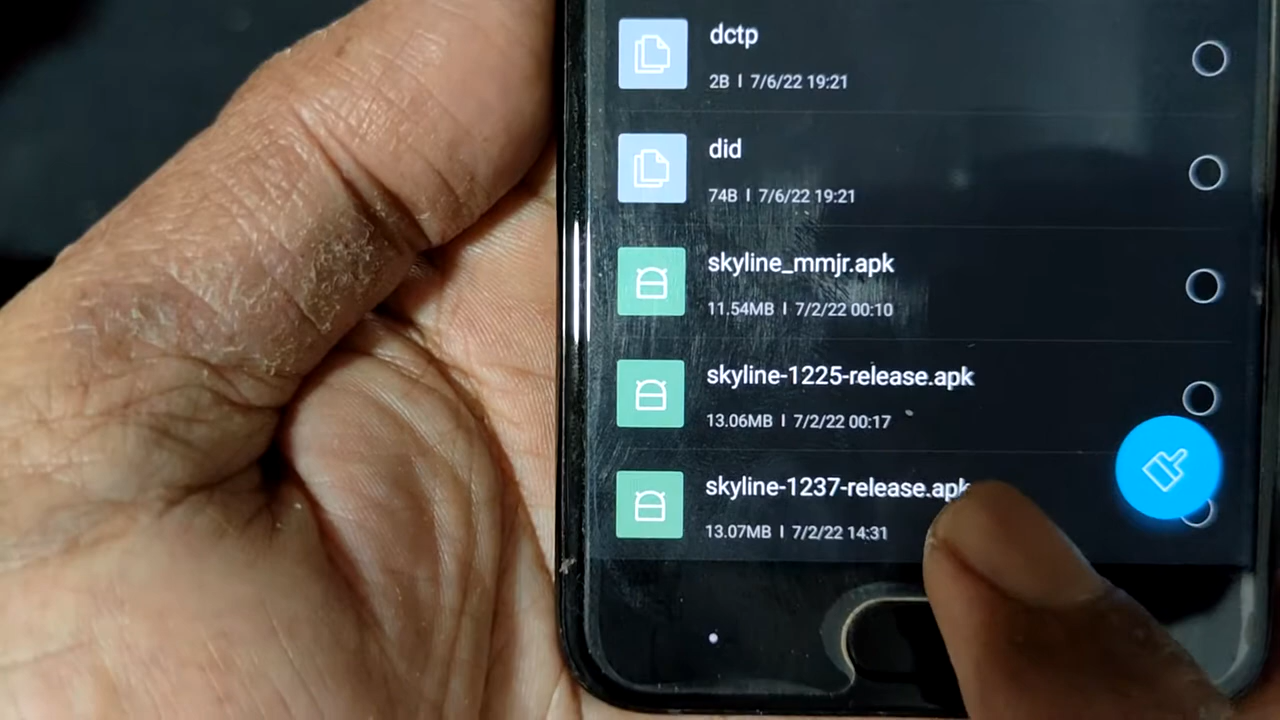 dctp
2B | 7/6/22 19:21
did
74B | 7/6/22 19:21
skyline_mmjr.apk
11.54MB | 7/2/22 00:10
skyline-1225-release.apk
13.06MB | 7/2/22 00:17
skyline-1237-release.apk
13.07MB | 7/2/22 14:31